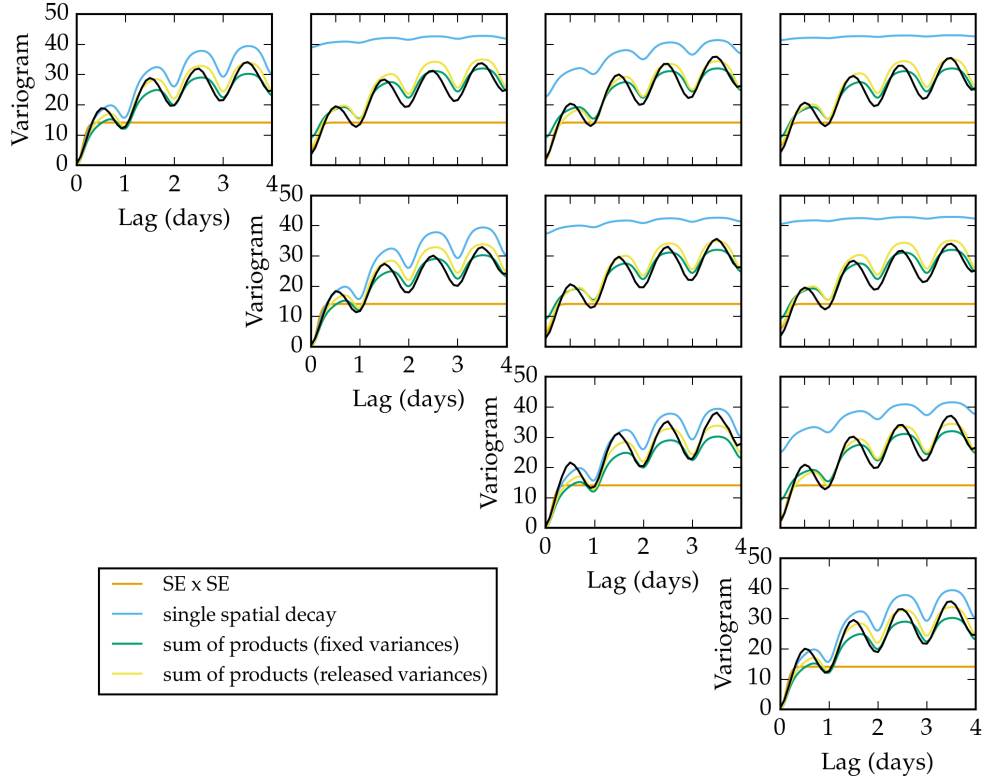 50
40
30
20
10
0
Variogram
0 1 2 3 4
Lag (days)
50
40
30
20
10
0
Variogram
0 1 2 3 4
Lag (days)
50
40
30
20
10
0
Variogram
0 1 2 3 4
Lag (days)
SE x SE
single spatial decay
sum of products (fixed variances)
sum of products (released variances)
50
40
30
20
10
0
Variogram
0 1 2 3 4
Lag (days)